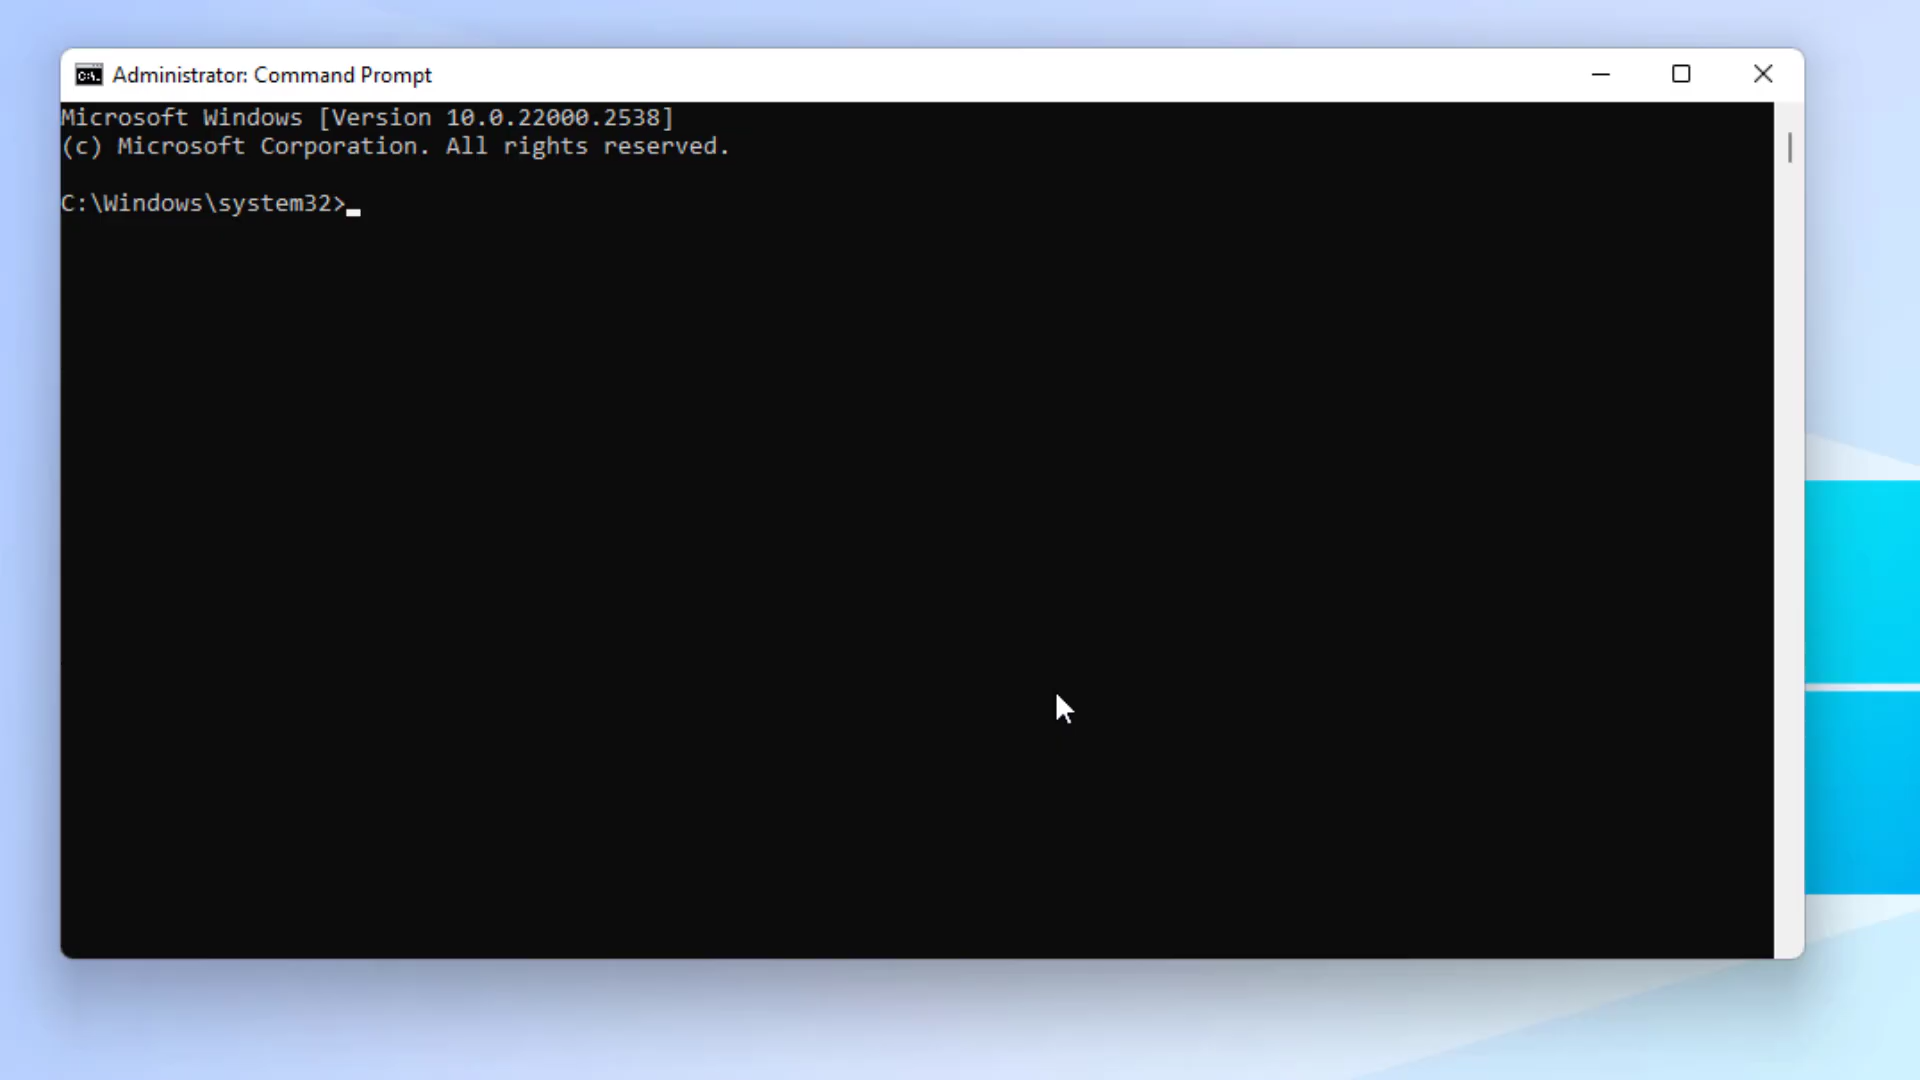 Administrator: Command Prompt
Microsoft Windows [Version 10.0.22000.2538]
(c) Microsoft Corporation. All rights reserved.
C:\Windows\system32>